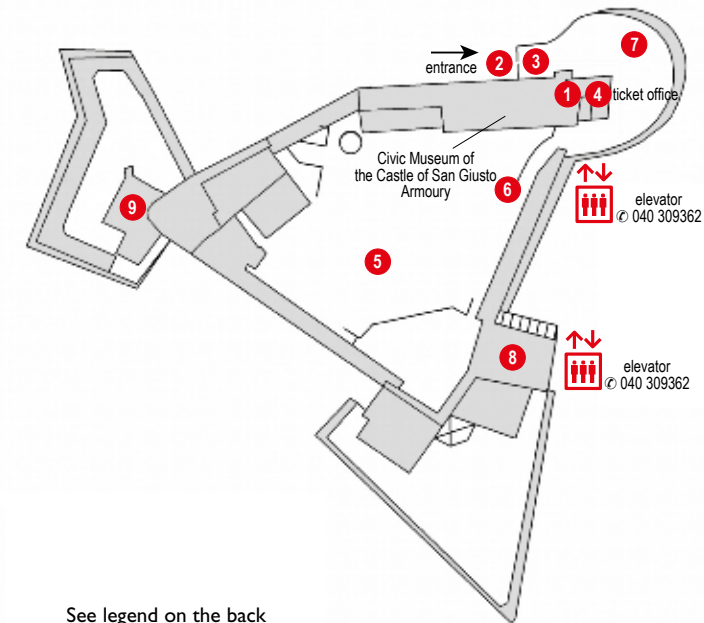 7
2
3
entrance
1
4
ticket office
Civic Museum of
the Castle of San Giusto
Armoury
6
elevator
✆ 040 309362
9
5
8
elevator
✆ 040 309362
See legend on the back